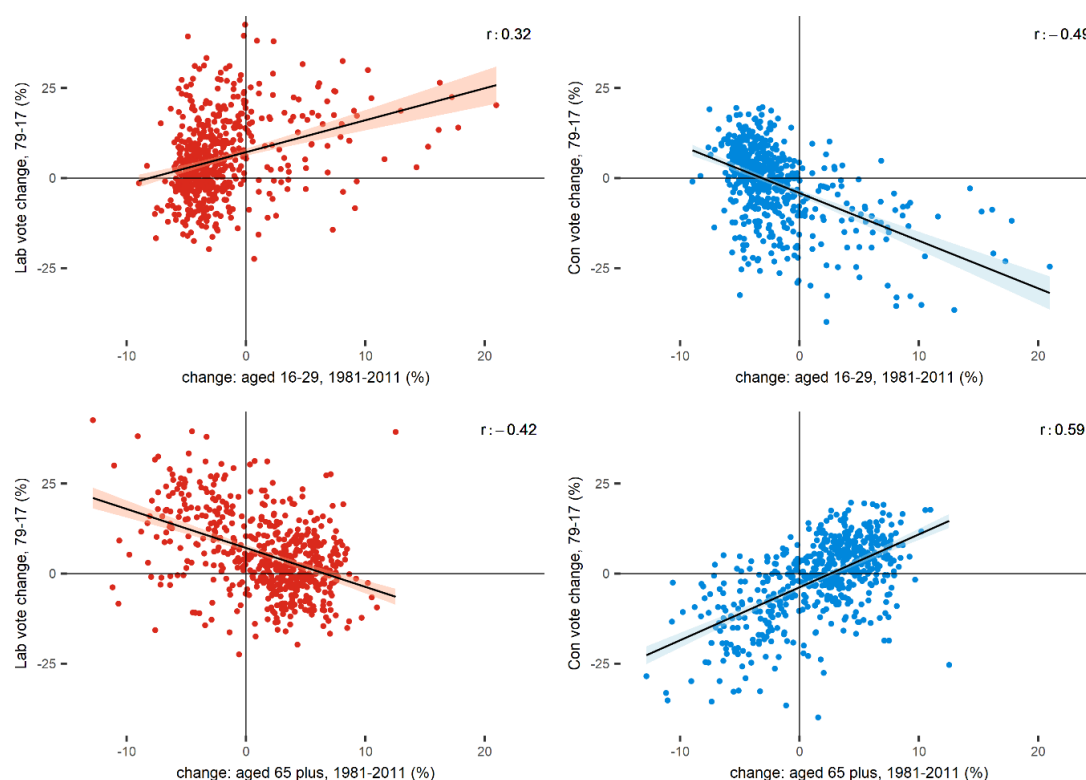 r: 0.32
Lab vote change, 79-17 (%)
25
0
-25
-10 0 10 20
change: aged 16-29, 1981-2011 (%)
r: −0.49
Con vote change, 79-17 (%)
25
0
-25
-10 0 10 20
change: aged 16-29, 1981-2011 (%)
r: −0.42
Lab vote change, 79-17 (%)
25
0
-25
-10 0 10 20
change: aged 65 plus, 1981-2011 (%)
r: 0.59
Con vote change, 79-17 (%)
25
0
-25
-10 0 10 20
change: aged 65 plus, 1981-2011 (%)